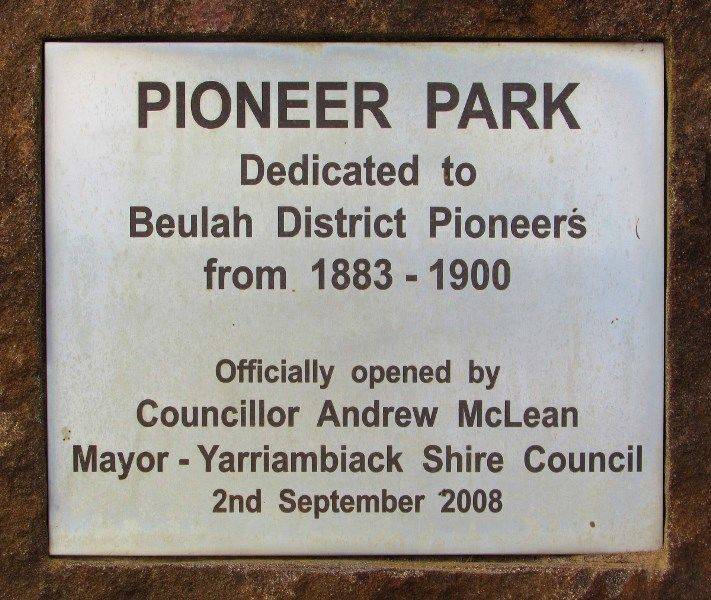 PIONEER PARK
Dedicated to
Beulah District Pioneers
from 1883 - 1900
Officially opened by
Councillor Andrew McLean
Mayor - Yarriambiack Shire Council
2nd September 2008